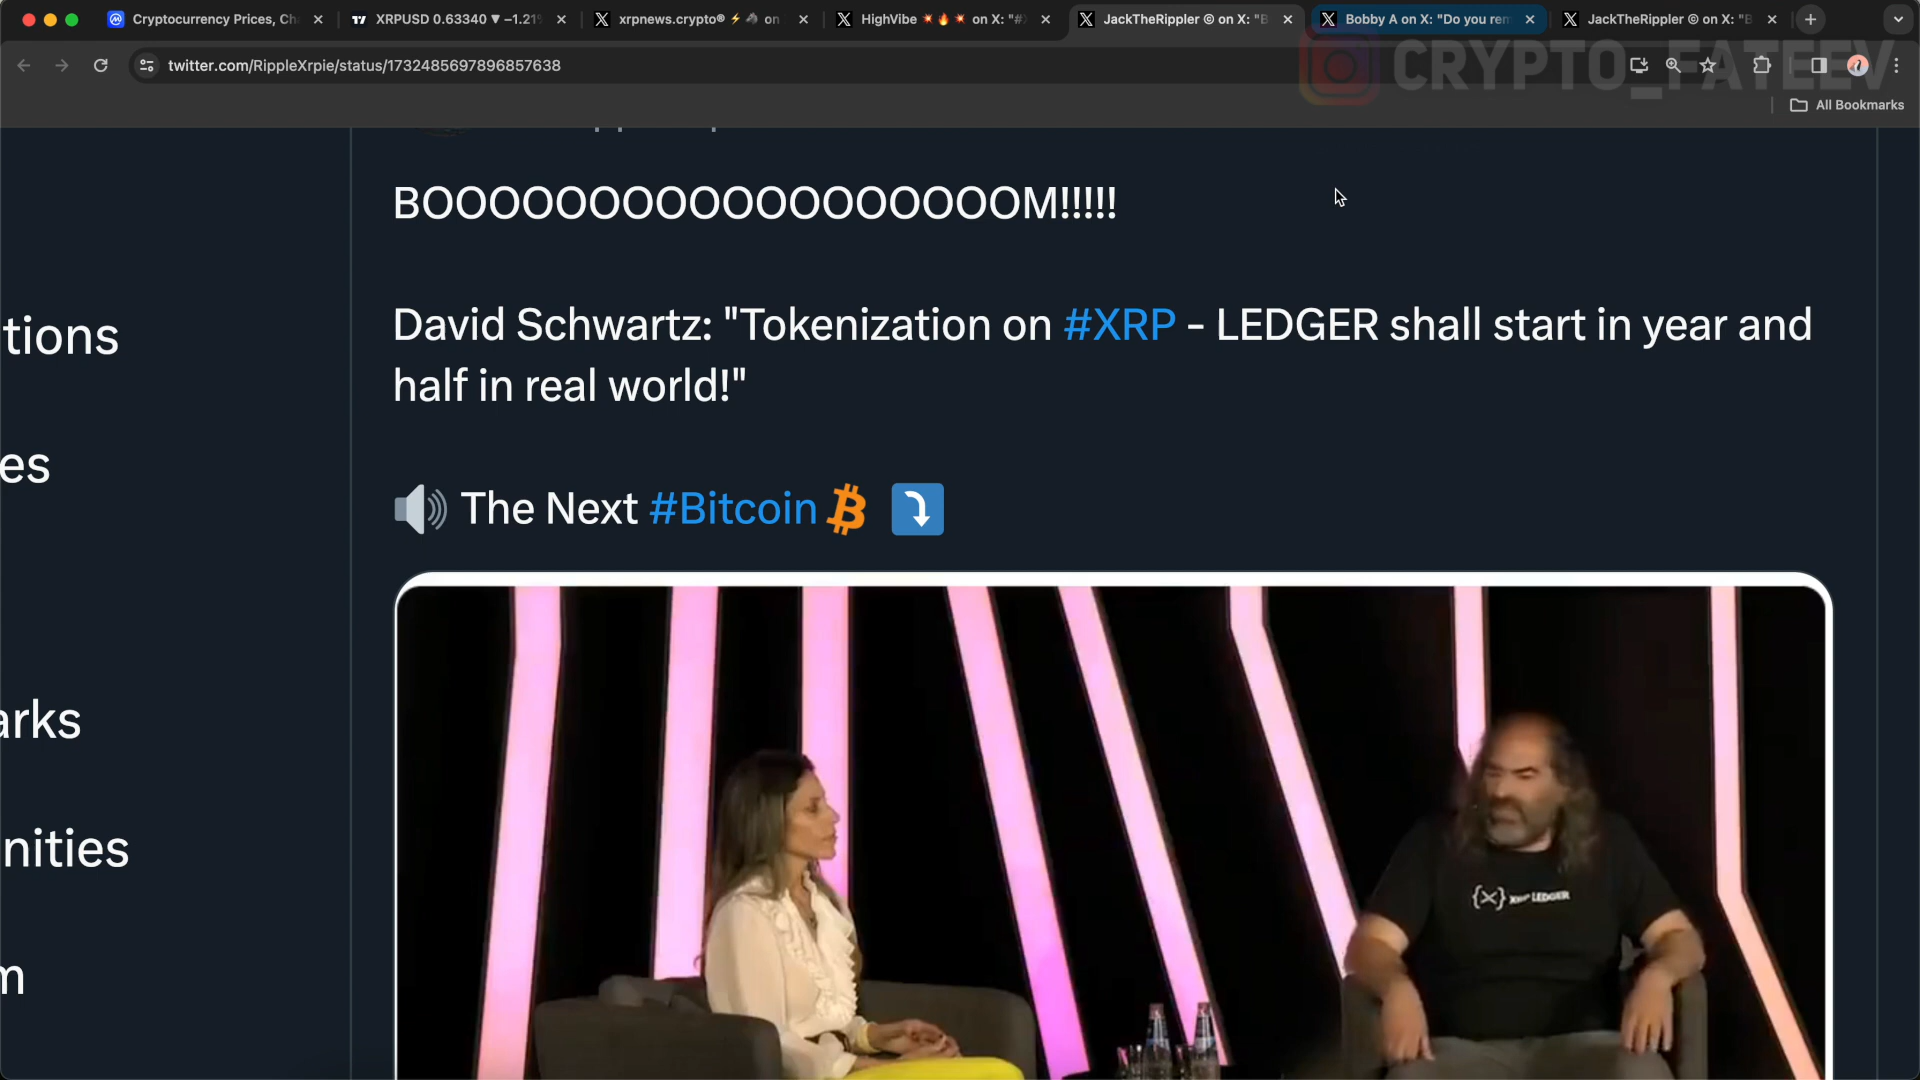 Cryptocurrency Prices, Ch
XRPUSD 0.63340 ▼ −1.21
xrpnews.crypto® ⚡ on
HighVibe 💥🔥💥 on X: "#
JackTheRippler © on X: "B
Bobby A on X: "Do you rem
JackTheRippler © on X: "B
twitter.com/RippleXrpie/status/1732485697896857638
CRYPTO_FATEEV
All Bookmarks
BOOOOOOOOOOOOOOOOOOM!!!!!
David Schwartz: "Tokenization on #XRP - LEDGER shall start in year and
half in real world!"
🔊 The Next #Bitcoin ⤵️
tions
es
arks
nities
m
XRP LEDGER